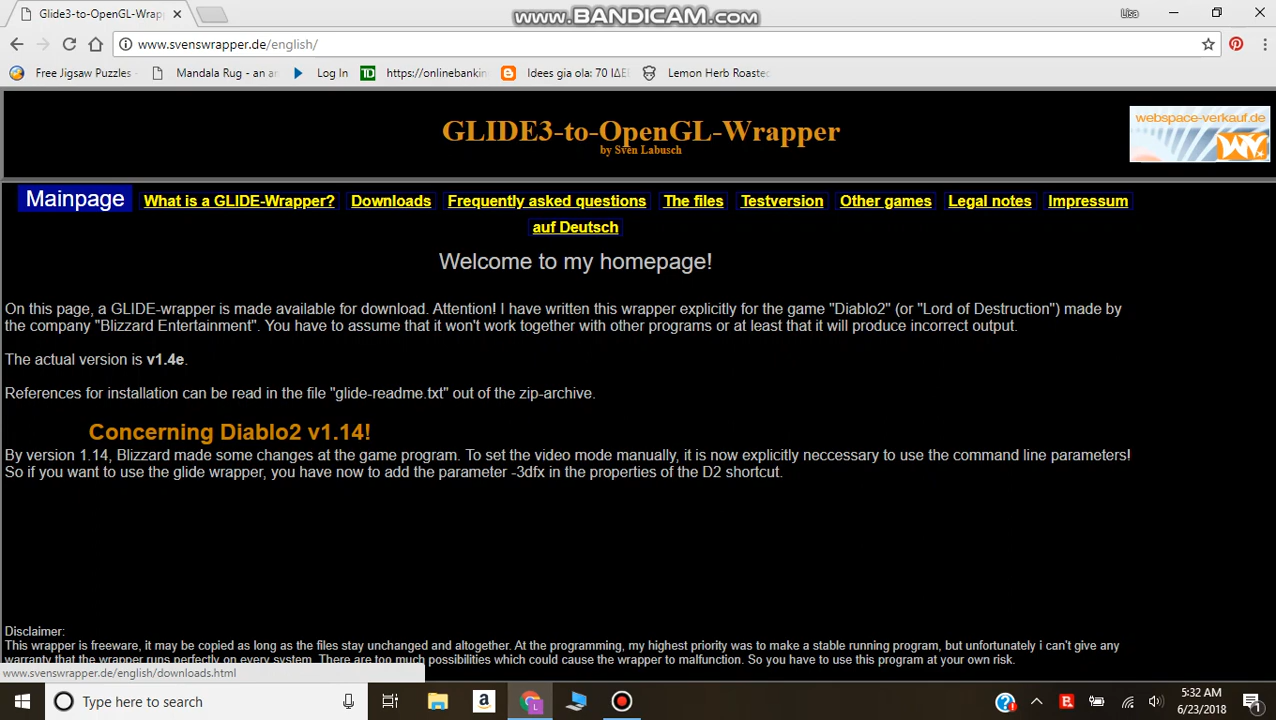 Glide3-to-OpenGL-Wrapp
www.BANDICAM.com
Lisa
www.svenswrapper.de/english/
Free Jigsaw Puzzles
Mandala Rug - an ar
Log In
TD
https://onlinebankin
Idees gia ola: 70 ΙΔΕ
Lemon Herb Roasted
GLIDE3-to-OpenGL-Wrapper
by Sven Labusch
webspace-verkauf.de
Mainpage What is a GLIDE-Wrapper? Downloads Frequently asked questions The files Testversion Other games Legal notes Impressum
auf Deutsch
Welcome to my homepage!
On this page, a GLIDE-wrapper is made available for download. Attention! I have written this wrapper explicitly for the game "Diablo2" (or "Lord of Destruction") made by
the company "Blizzard Entertainment". You have to assume that it won't work together with other programs or at least that it will produce incorrect output.
The actual version is v1.4e.
References for installation can be read in the file "glide-readme.txt" out of the zip-archive.
Concerning Diablo2 v1.14!
By version 1.14, Blizzard made some changes at the game program. To set the video mode manually, it is now explicitly neccessary to use the command line parameters!
So if you want to use the glide wrapper, you have now to add the parameter -3dfx in the properties of the D2 shortcut.
Disclaimer:
This wrapper is freeware, it may be copied as long as the files stay unchanged and altogether. At the programming, my highest priority was to make a stable running program, but unfortunately i can't give any
warranty that the wrapper runs perfectly on every system. There are too much possibilities which could cause the wrapper to malfunction. So you have to use this program at your own risk.
www.svenswrapper.de/english/downloads.html
Type here to search
5:32 AM
6/23/2018
1